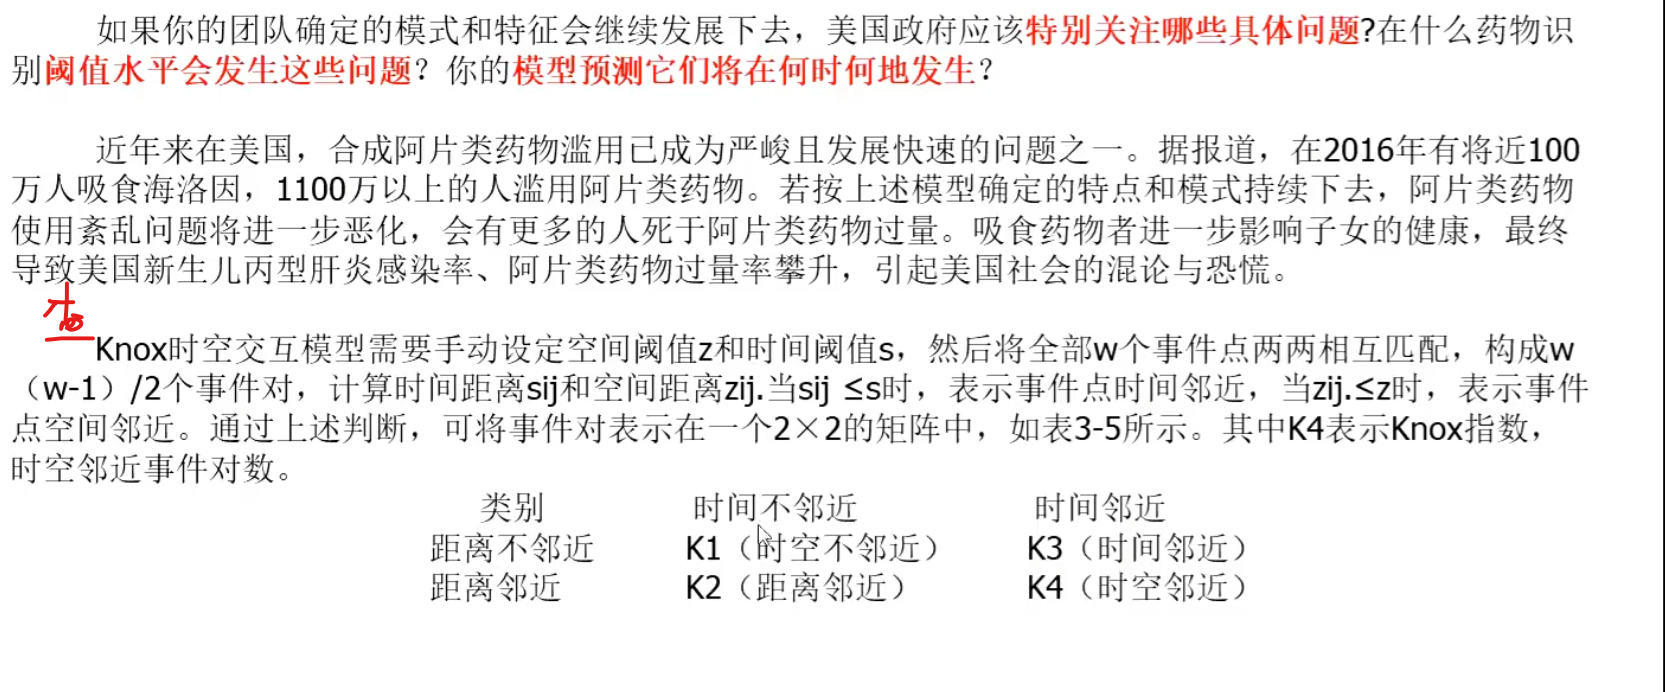 如果你的团队确定的模式和特征会继续发展下去，美国政府应该特别关注哪些具体问题?在什么药物识
别阈值水平会发生这些问题？你的模型预测它们将在何时何地发生？
近年来在美国，合成阿片类药物滥用已成为严峻且发展快速的问题之一。据报道，在2016年有将近100
万人吸食海洛因，1100万以上的人滥用阿片类药物。若按上述模型确定的特点和模式持续下去，阿片类药物
使用紊乱问题将进一步恶化，会有更多的人死于阿片类药物过量。吸食药物者进一步影响子女的健康，最终
导致美国新生儿丙型肝炎感染率、阿片类药物过量率攀升，引起美国社会的混论与恐慌。
Knox时空交互模型需要手动设定空间阈值z和时间阈值s，然后将全部w个事件点两两相互匹配，构成w
（w-1）/2个事件对，计算时间距离sij和空间距离zij.当sij ≤s时，表示事件点时间邻近，当zij.≤z时，表示事件
点空间邻近。通过上述判断，可将事件对表示在一个2×2的矩阵中，如表3-5所示。其中K4表示Knox指数，
时空邻近事件对数。
类别 时间不邻近 时间邻近
距离不邻近 K1（时空不邻近） K3（时间邻近）
距离邻近 K2（距离邻近） K4（时空邻近）